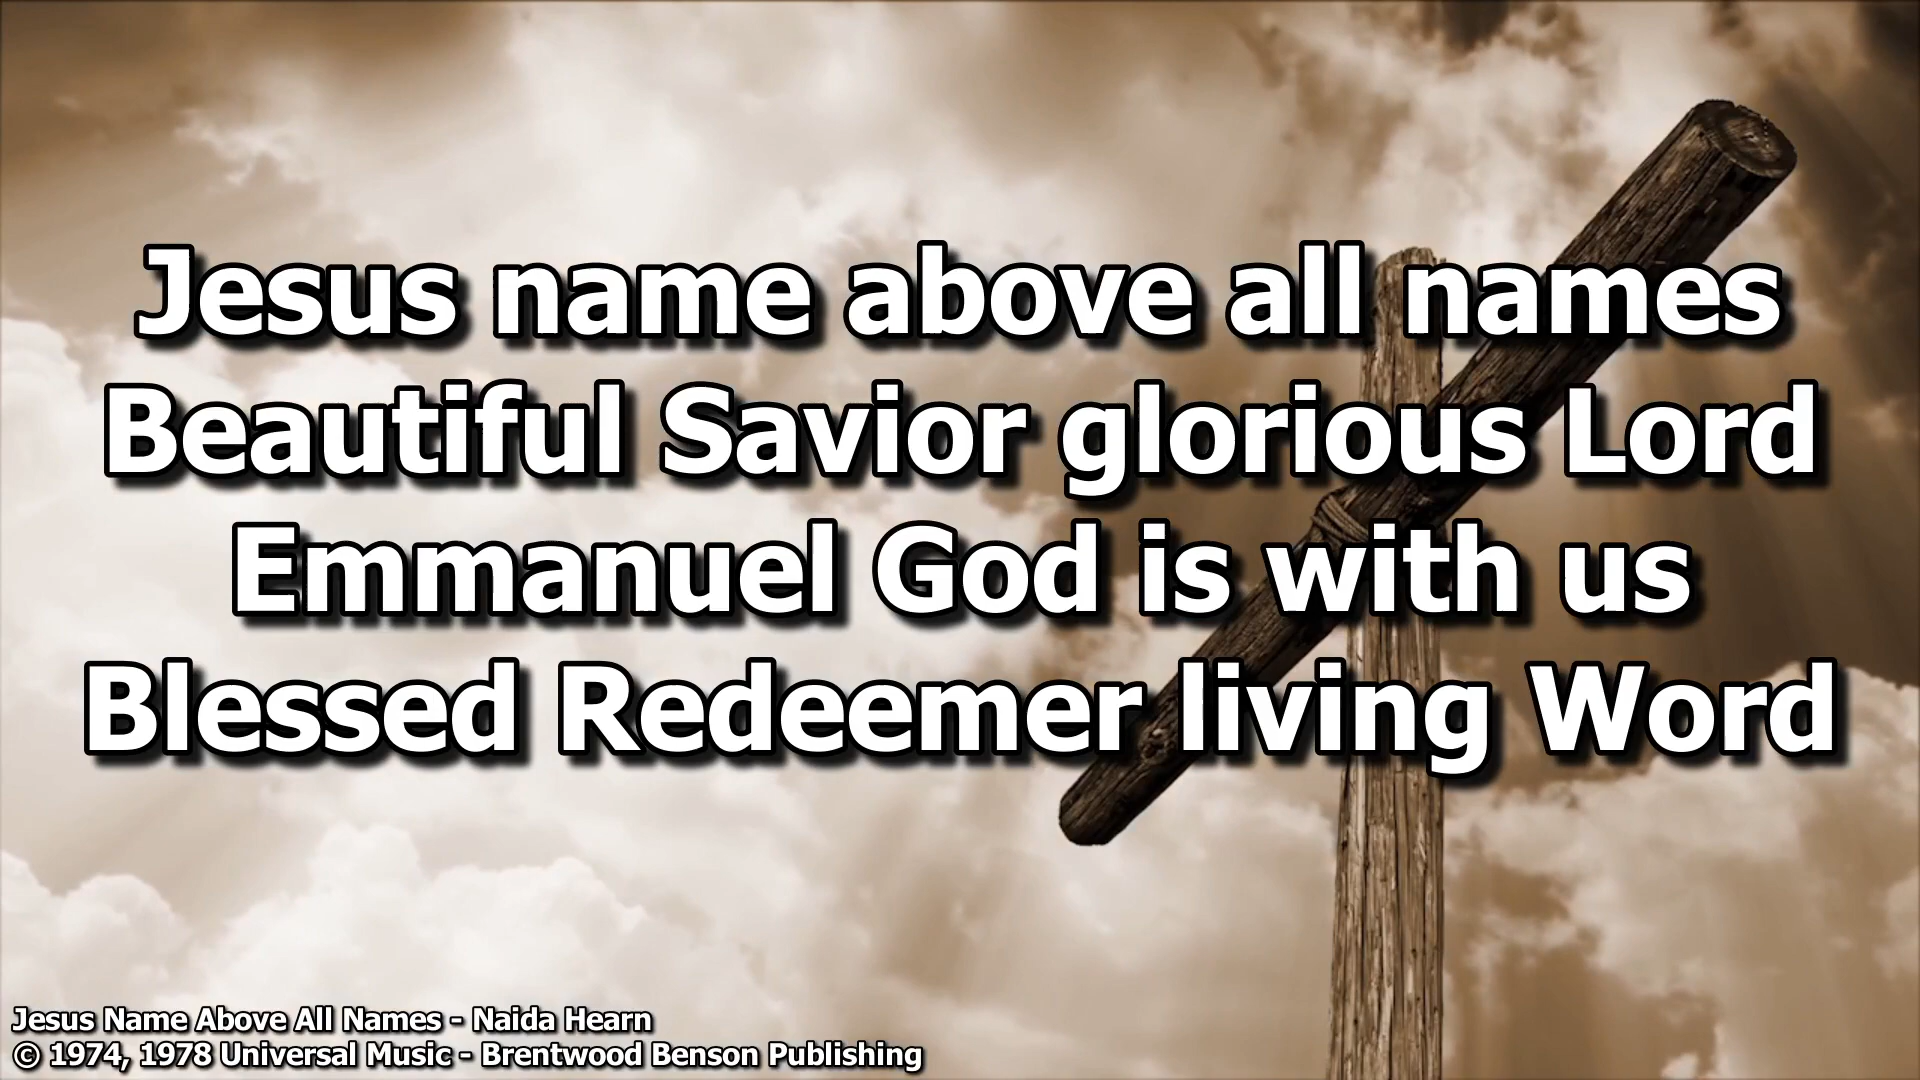 Jesus name above all names
Beautiful Savior glorious Lord
Emmanuel God is with us
Blessed Redeemer living Word
Jesus Name Above All Names - Naida Hearn
© 1974, 1978 Universal Music - Brentwood Benson Publishing